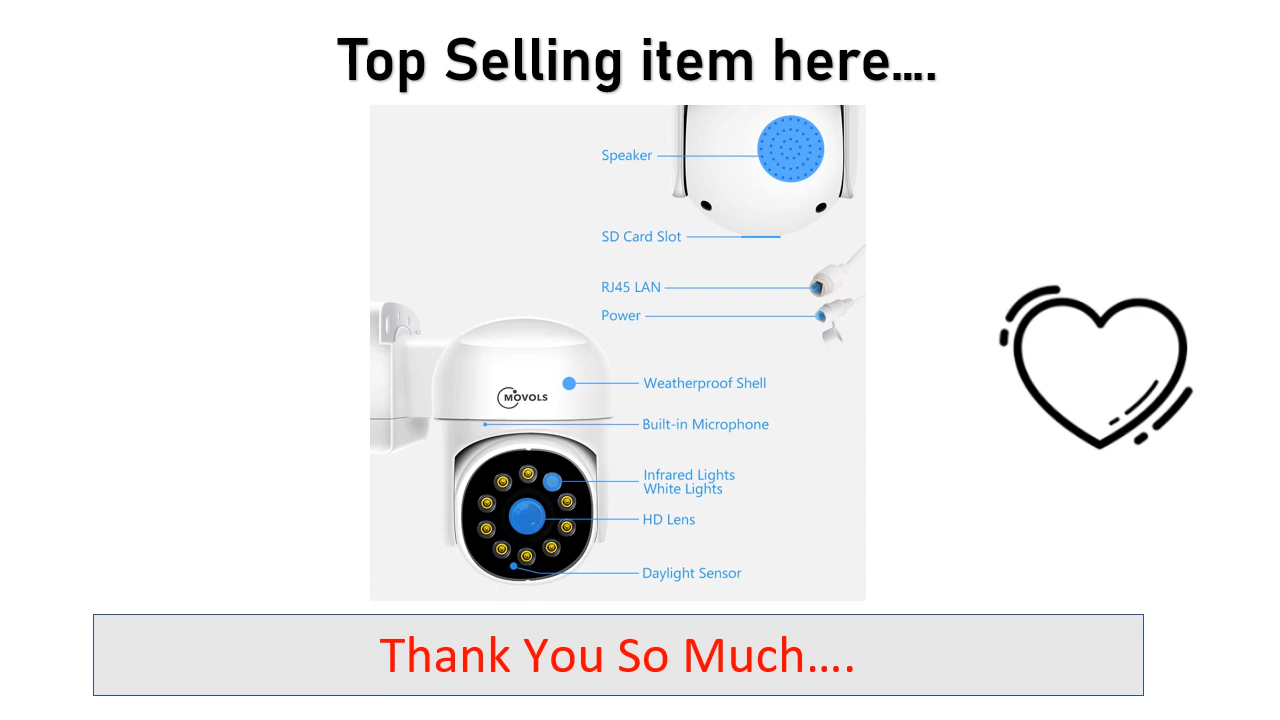 Top Selling item here....
Speaker
SD Card Slot
RJ45 LAN
Power
Weatherproof Shell
MOVOLS
Built-in Microphone
Infrared Lights
White Lights
HD Lens
Daylight Sensor
Thank You So Much....